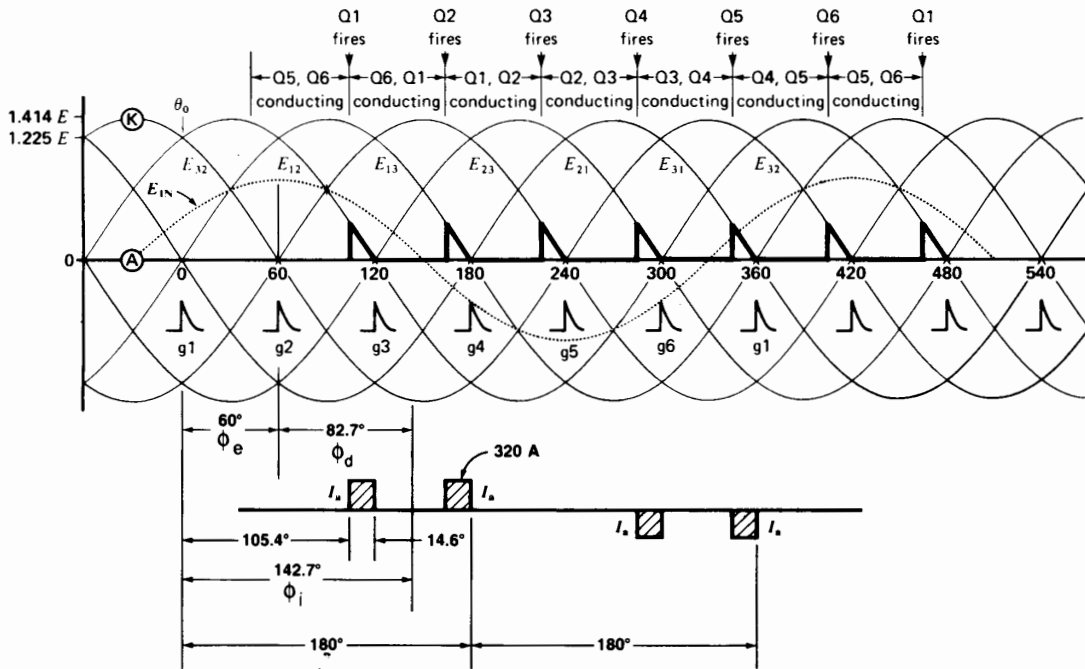 Q1 Q2 Q3 Q4 Q5 Q6 Q1
fires fires fires fires fires fires fires
Q5, Q6 Q6, Q1 Q1, Q2 Q2, Q3 Q3, Q4 Q4, Q5 Q5, Q6
conducting conducting conducting conducting conducting conducting conducting
1.414 E
K
θ₀
1.225 E
E₃₂ E₁₂ E₁₃ E₂₃ E₂₁ E₃₁ E₃₂
E₁N
0
A
0 60 120 180 240 300 360 420 480 540
g1 g2 g3 g4 g5 g6 g1
60° 82.7°
ϕe ϕd
320 A
Iₐ Iₐ Iₐ Iₐ
105.4° 14.6°
142.7°
ϕi
180° 180°